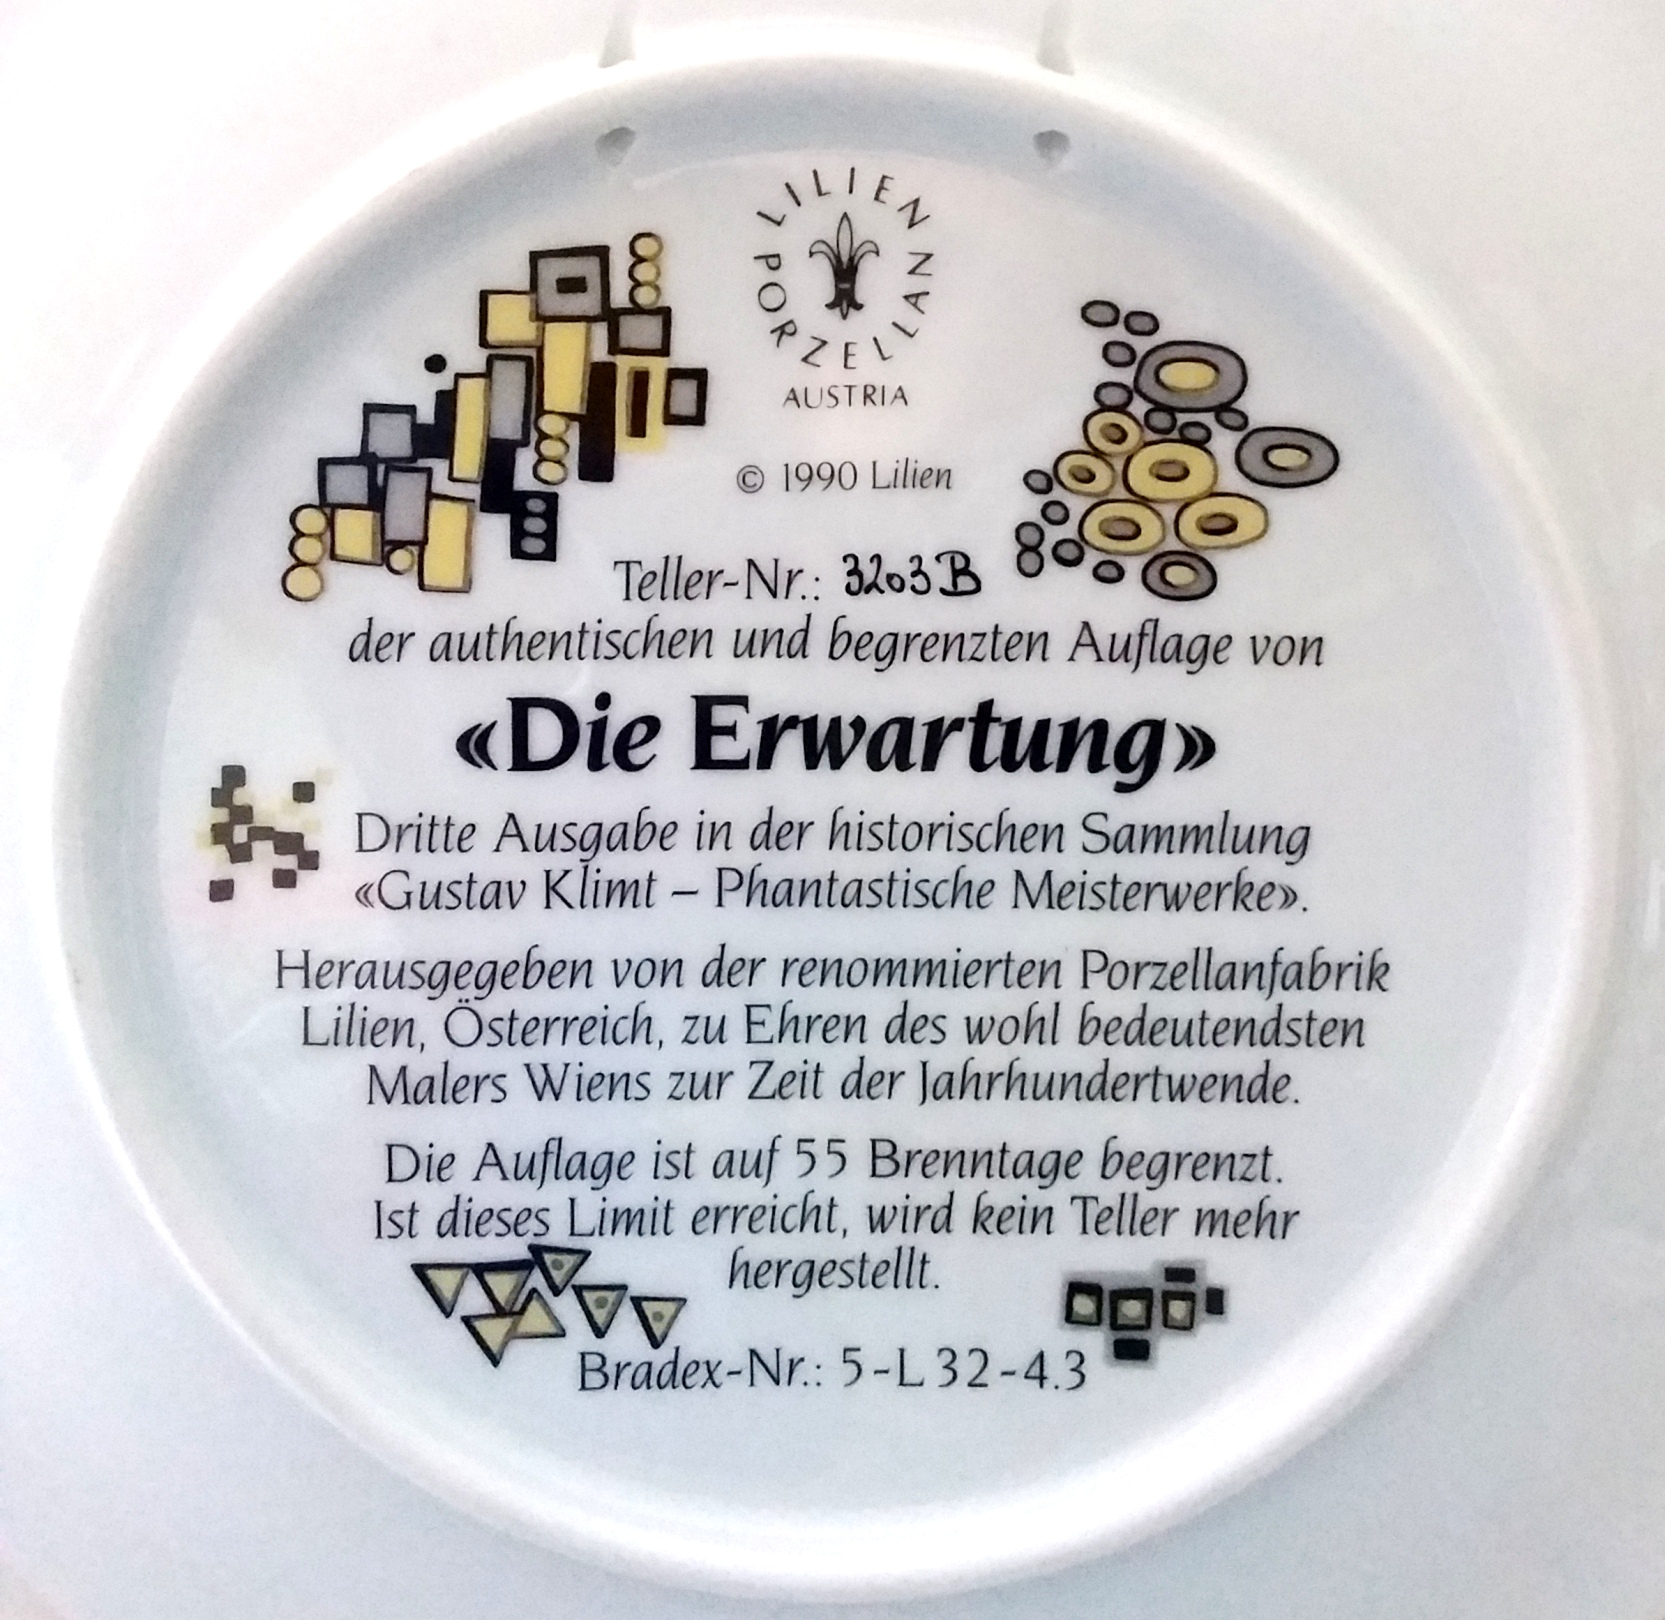 LILIEN PORZELLAN
AUSTRIA
© 1990 Lilien
Teller-Nr.: 3203B
der authentischen und begrenzten Auflage von
«Die Erwartung»
Dritte Ausgabe in der historischen Sammlung
«Gustav Klimt – Phantastische Meisterwerke».
Herausgegeben von der renommierten Porzellanfabrik
Lilien, Österreich, zu Ehren des wohl bedeutendsten
Malers Wiens zur Zeit der Jahrhundertwende.
Die Auflage ist auf 55 Brenntage begrenzt.
Ist dieses Limit erreicht, wird kein Teller mehr
hergestellt.
Bradex-Nr.: 5-L32-4.3